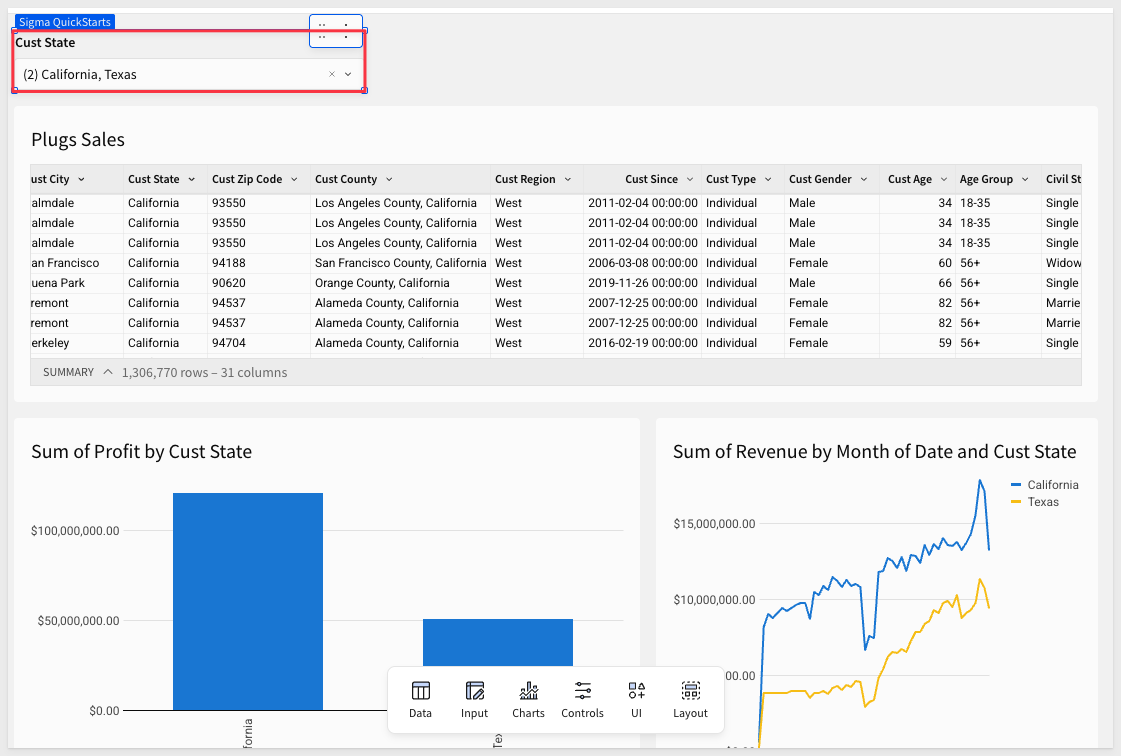 Sigma QuickStarts
Cust State
(2) California, Texas
Plugs Sales
ust City Cust State Cust Zip Code Cust County Cust Region Cust Since Cust Type Cust Gender Cust Age Age Group Civil St
almdale California 93550 Los Angeles County, California West 2011-02-04 00:00:00 Individual Male 34 18-35 Single
almdale California 93550 Los Angeles County, California West 2011-02-04 00:00:00 Individual Male 34 18-35 Single
almdale California 93550 Los Angeles County, California West 2011-02-04 00:00:00 Individual Male 34 18-35 Single
an Francisco California 94188 San Francisco County, California West 2006-03-08 00:00:00 Individual Female 60 56+ Widow
uena Park California 90620 Orange County, California West 2019-11-26 00:00:00 Individual Male 66 56+ Single
remont California 94537 Alameda County, California West 2007-12-25 00:00:00 Individual Female 82 56+ Marrie
remont California 94537 Alameda County, California West 2007-12-25 00:00:00 Individual Female 82 56+ Marrie
erkeley California 94704 Alameda County, California West 2016-02-19 00:00:00 Individual Female 59 56+ Single
SUMMARY 1,306,770 rows – 31 columns
Sum of Profit by Cust State
$100,000,000.00
$50,000,000.00
$0.00
fornia
Te
Sum of Revenue by Month of Date and Cust State
California
Texas
$15,000,000.00
$10,000,000.00
00.00
Data Input Charts Controls UI Layout